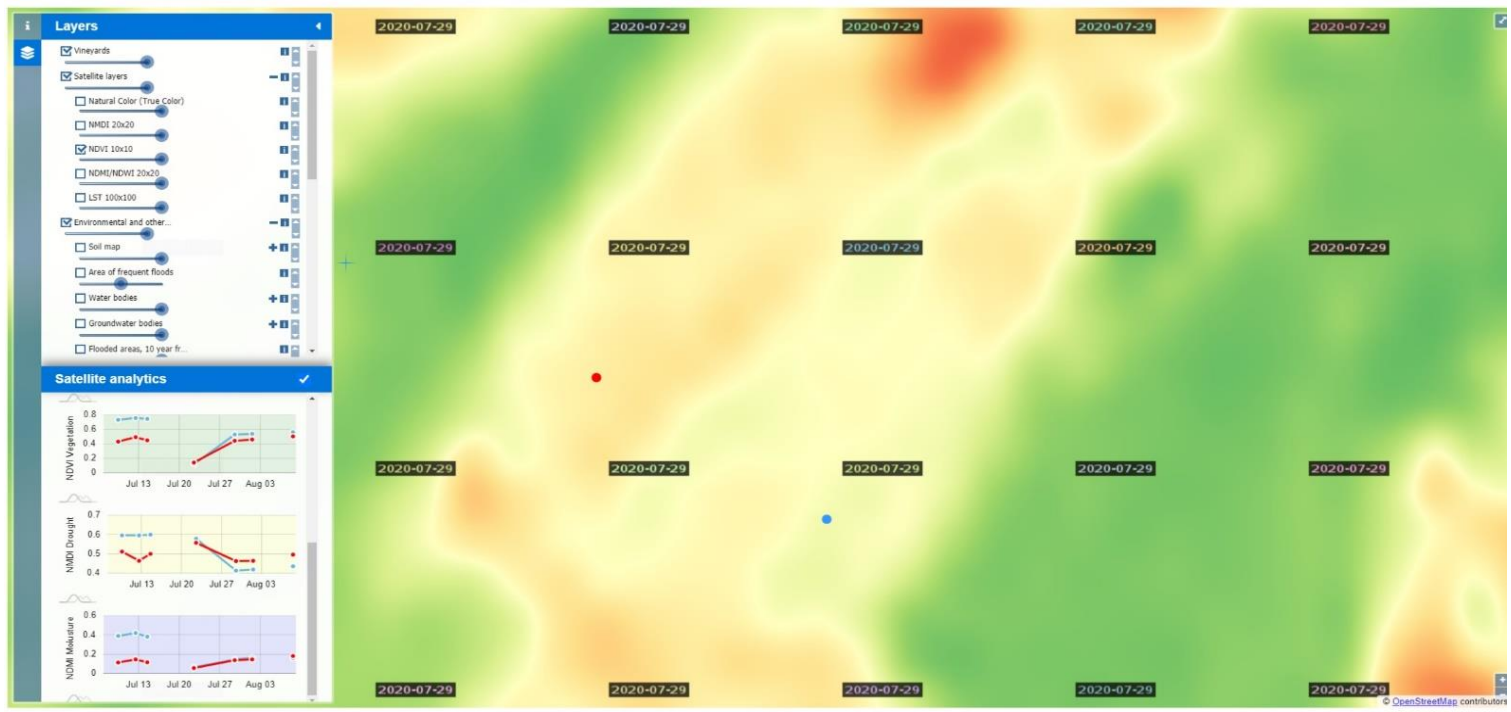 i
Layers
Vineyards
Satellite layers
Natural Color (True Color)
NMDI 20x20
NDVI 10x10
NDMI/NDWI 20x20
LST 100x100
Environmental and other...
Soil map
Area of frequent floods
Water bodies
Groundwater bodies
Flooded areas, 10 year fr...
Satellite analytics
NDVI Vegetation
0.8
0.6
0.4
0.2
0
Jul 13 Jul 20 Jul 27 Aug 03
NMDI Drought
0.7
0.6
0.5
0.4
Jul 13 Jul 20 Jul 27 Aug 03
NDMI Moiusture
0.6
0.4
0.2
0
Jul 13 Jul 20 Jul 27 Aug 03
2020-07-29 2020-07-29 2020-07-29 2020-07-29 2020-07-29
2020-07-29 2020-07-29 2020-07-29 2020-07-29 2020-07-29
2020-07-29 2020-07-29 2020-07-29 2020-07-29 2020-07-29
2020-07-29 2020-07-29 2020-07-29 2020-07-29 2020-07-29
© OpenStreetMap contributors